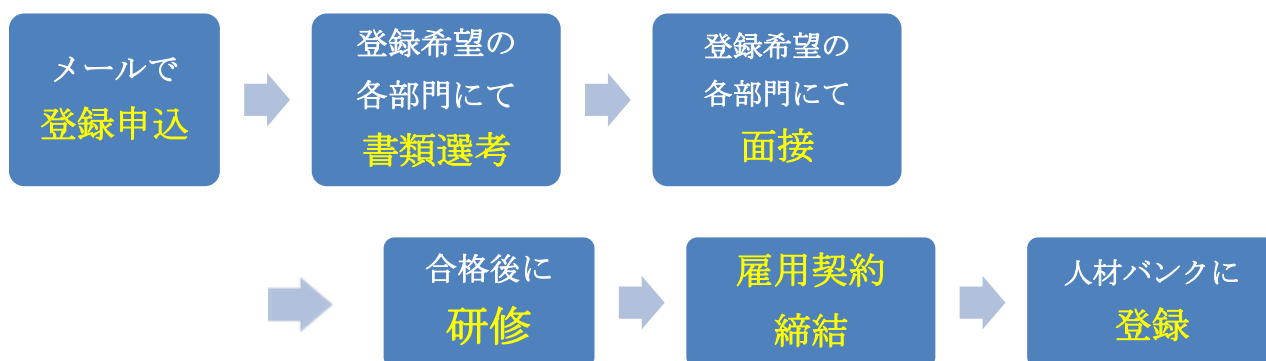 メールで
登録申込
登録希望の
各部門にて
書類選考
登録希望の
各部門にて
面接
合格後に
研修
雇用契約
締結
人材バンクに
登録